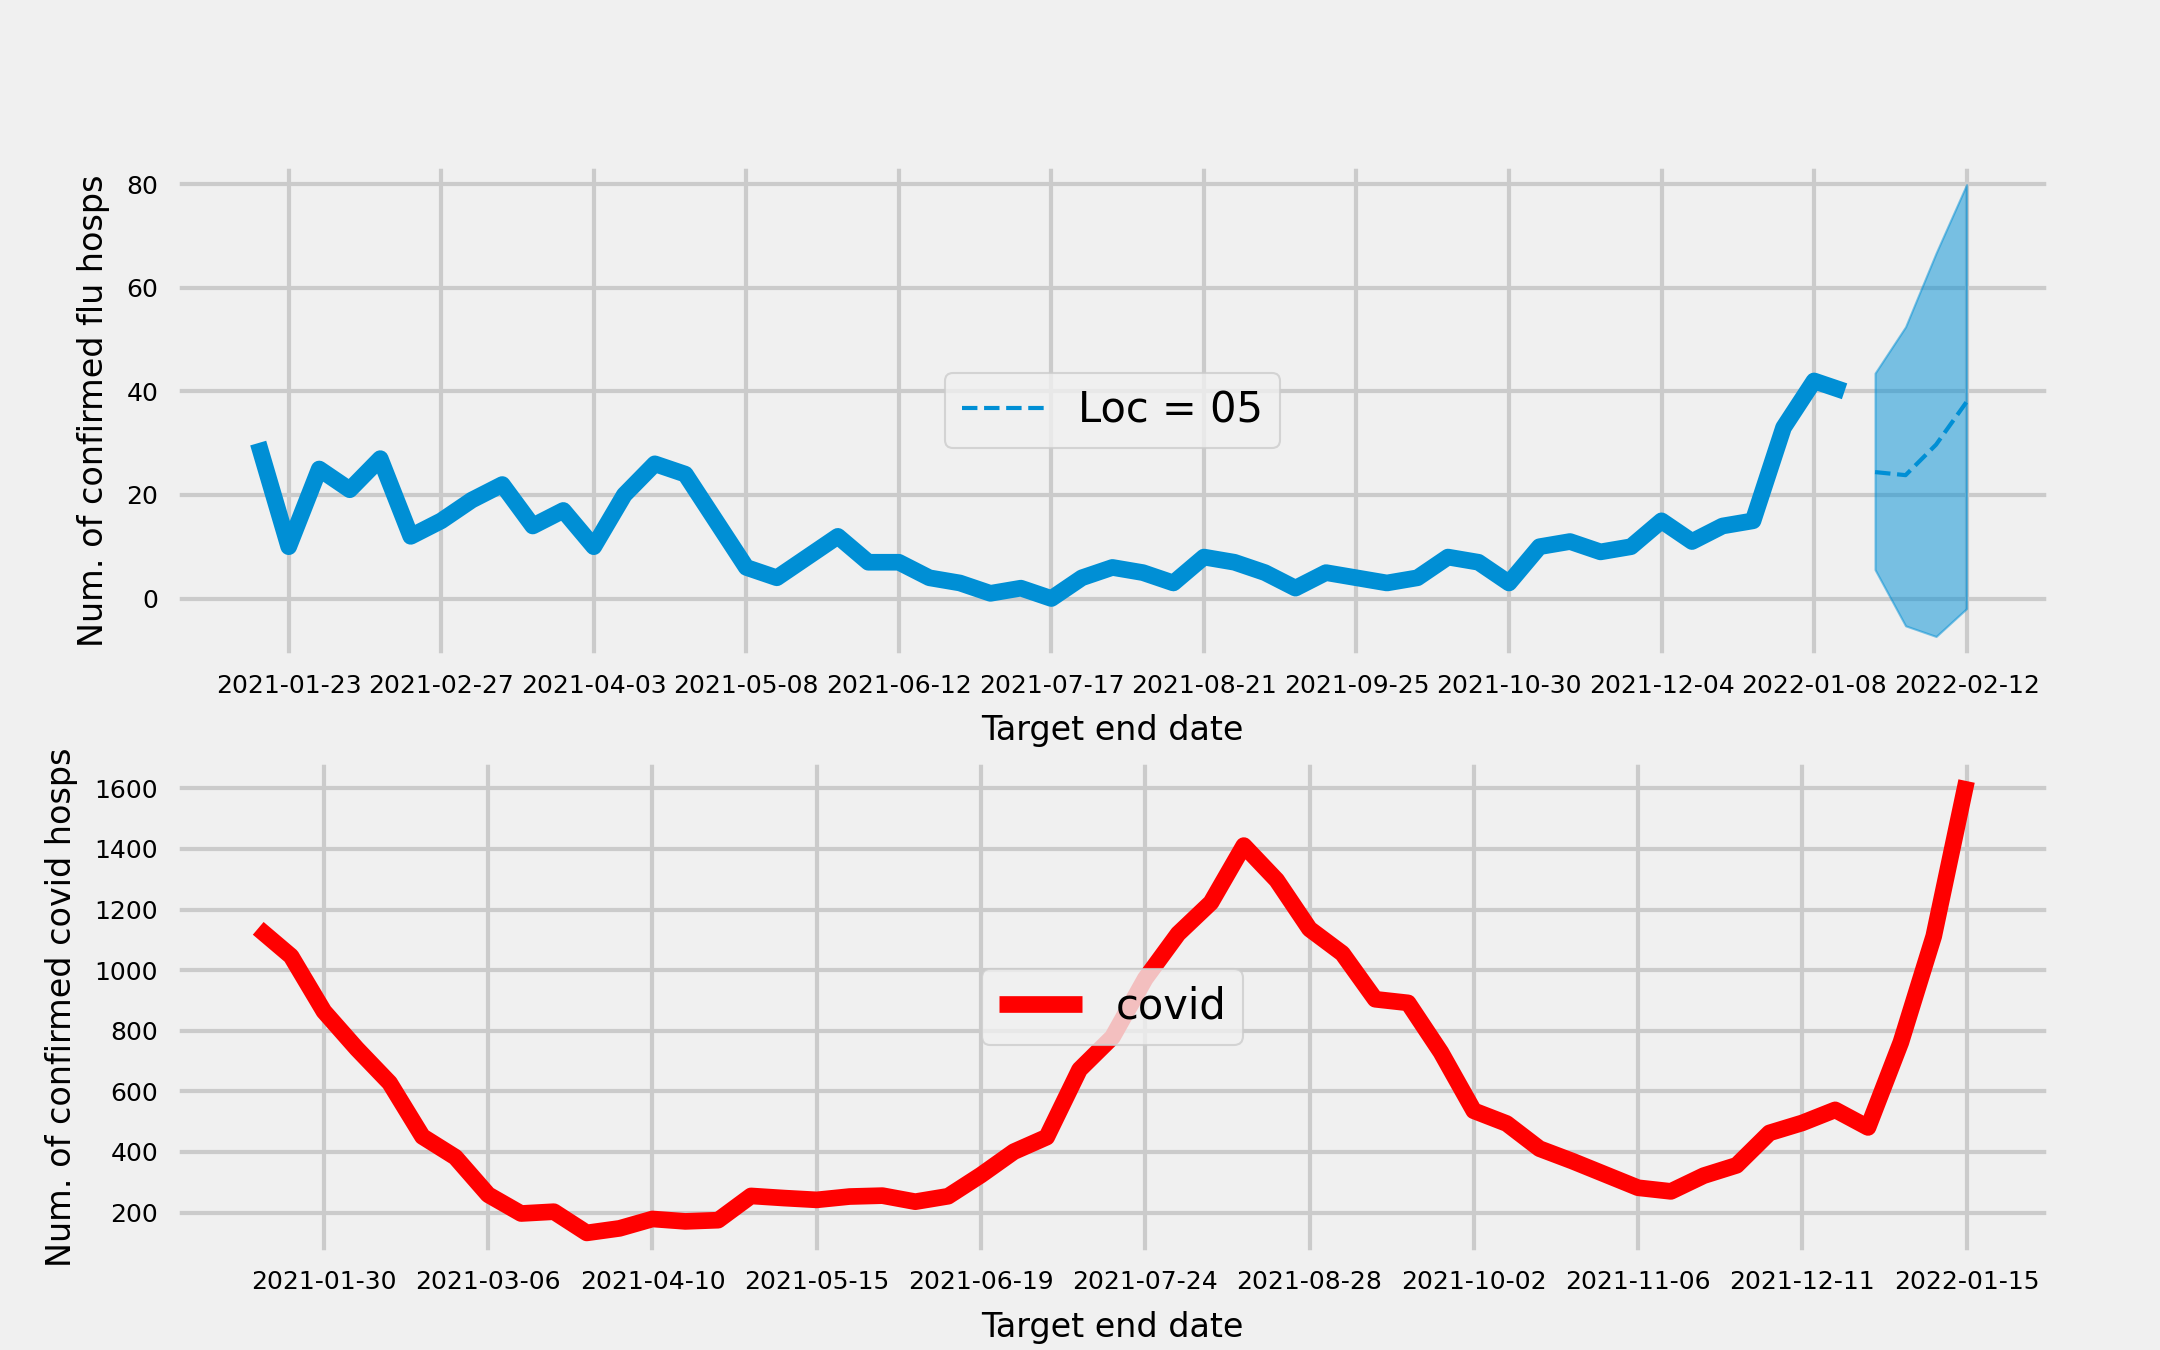 Num. of confirmed flu hosps
80
60
40
20
0
Loc = 05
2021-01-23 2021-02-27 2021-04-03 2021-05-08 2021-06-12 2021-07-17 2021-08-21 2021-09-25 2021-10-30 2021-12-04 2022-01-08 2022-02-12
Target end date
Num. of confirmed covid hosps
1600
1400
1200
1000
800
600
400
200
covid
2021-01-30 2021-03-06 2021-04-10 2021-05-15 2021-06-19 2021-07-24 2021-08-28 2021-10-02 2021-11-06 2021-12-11 2022-01-15
Target end date